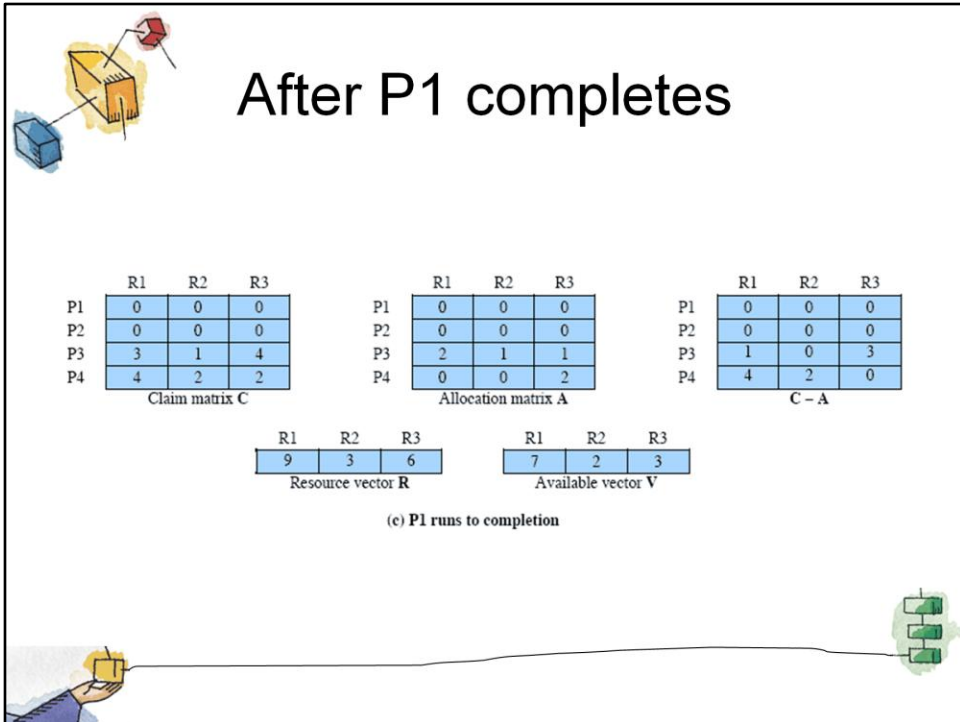 After P1 completes
R1 R2 R3
P1 0 0 0
P2 0 0 0
P3 3 1 4
P4 4 2 2
Claim matrix C
R1 R2 R3
P1 0 0 0
P2 0 0 0
P3 2 1 1
P4 0 0 2
Allocation matrix A
R1 R2 R3
P1 0 0 0
P2 0 0 0
P3 1 0 3
P4 4 2 0
C – A
R1 R2 R3
9 3 6
Resource vector R
R1 R2 R3
7 2 3
Available vector V
(c) P1 runs to completion